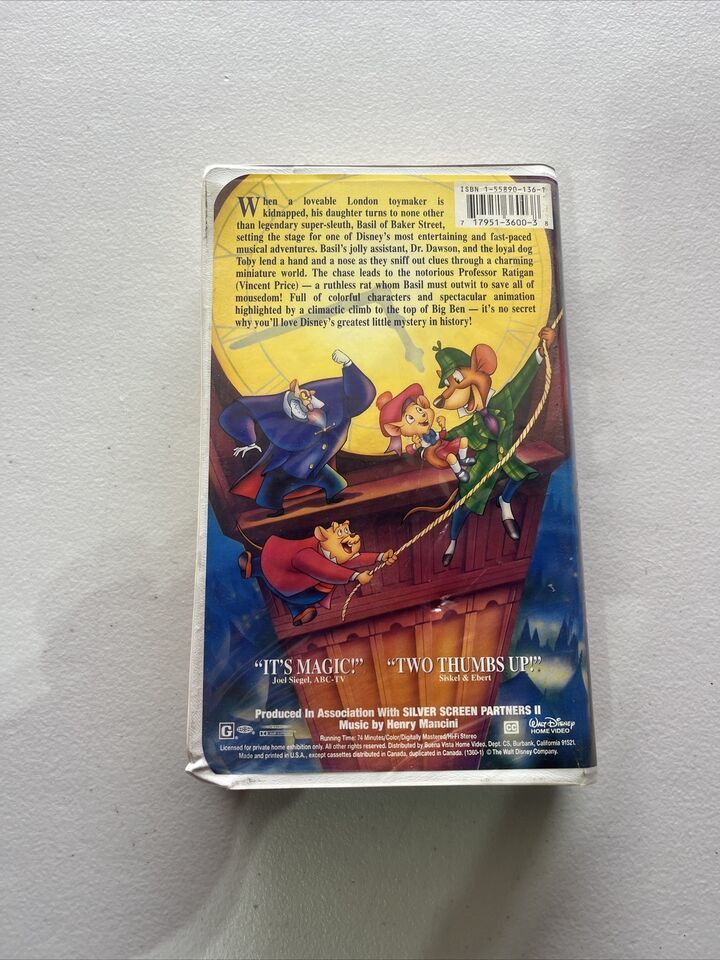 ISBN 1-55890-136-1
When a loveable London toymaker is
kidnapped, his daughter turns to none other
than legendary super-sleuth, Basil of Baker Street,
7 17951-3600-3 8
setting the stage for one of Disney's most entertaining and fast-paced
musical adventures. Basil's jolly assistant, Dr. Dawson, and the loyal dog
Toby lend a hand and a nose as they sniff out clues through a charming
miniature world. The chase leads to the notorious Professor Ratigan
(Vincent Price) — a ruthless rat whom Basil must outwit to save all of
mousedom! Full of colorful characters and spectacular animation
highlighted by a climactic climb to the top of Big Ben — it's no secret
why you'll love Disney's greatest little mystery in history!
"IT'S MAGIC!" "TWO THUMBS UP!"
Joel Siegel, ABC-TV Siskel & Ebert
Produced In Association With SILVER SCREEN PARTNERS II
Music by Henry Mancini
G CC Walt Disney
HOME VIDEO
Running Time: 74 Minutes/Color/Digitally Mastered/Hi-Fi Stereo
Licensed for private home exhibition only. All other rights reserved. Distributed by Buena Vista Home Video, Dept. CS, Burbank, California 91521.
Made and printed in U.S.A., except cassettes distributed in Canada, duplicated in Canada. (1360-1) © The Walt Disney Company.